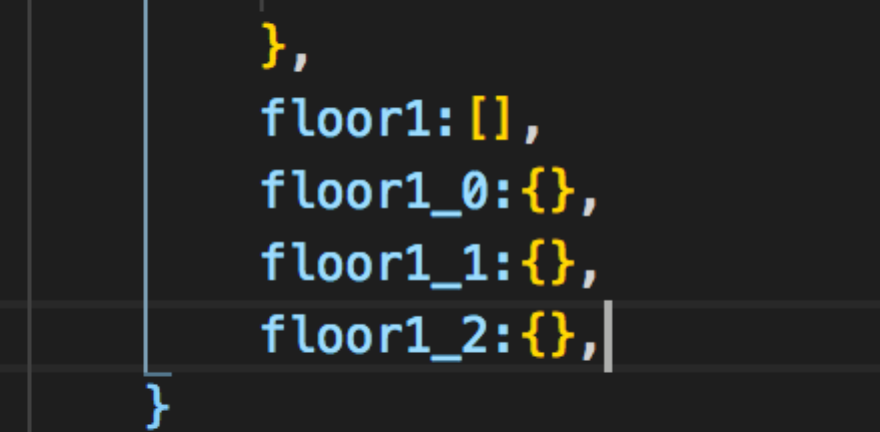 },
floor1:[],
floor1_0:{},
floor1_1:{},
floor1_2:{},
}